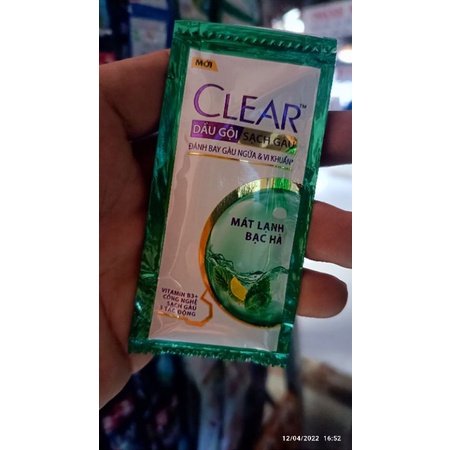 MỚI
CLEAR™
DẦU GỘI SẠCH GÀU
ĐÁNH BAY GÀU NGỨA & VI KHUẨN*
MÁT LẠNH
BẠC HÀ
VITAMIN B3+
CÔNG NGHỆ
SẠCH GÀU
3 TÁC ĐỘNG
12/04/2022 16:52